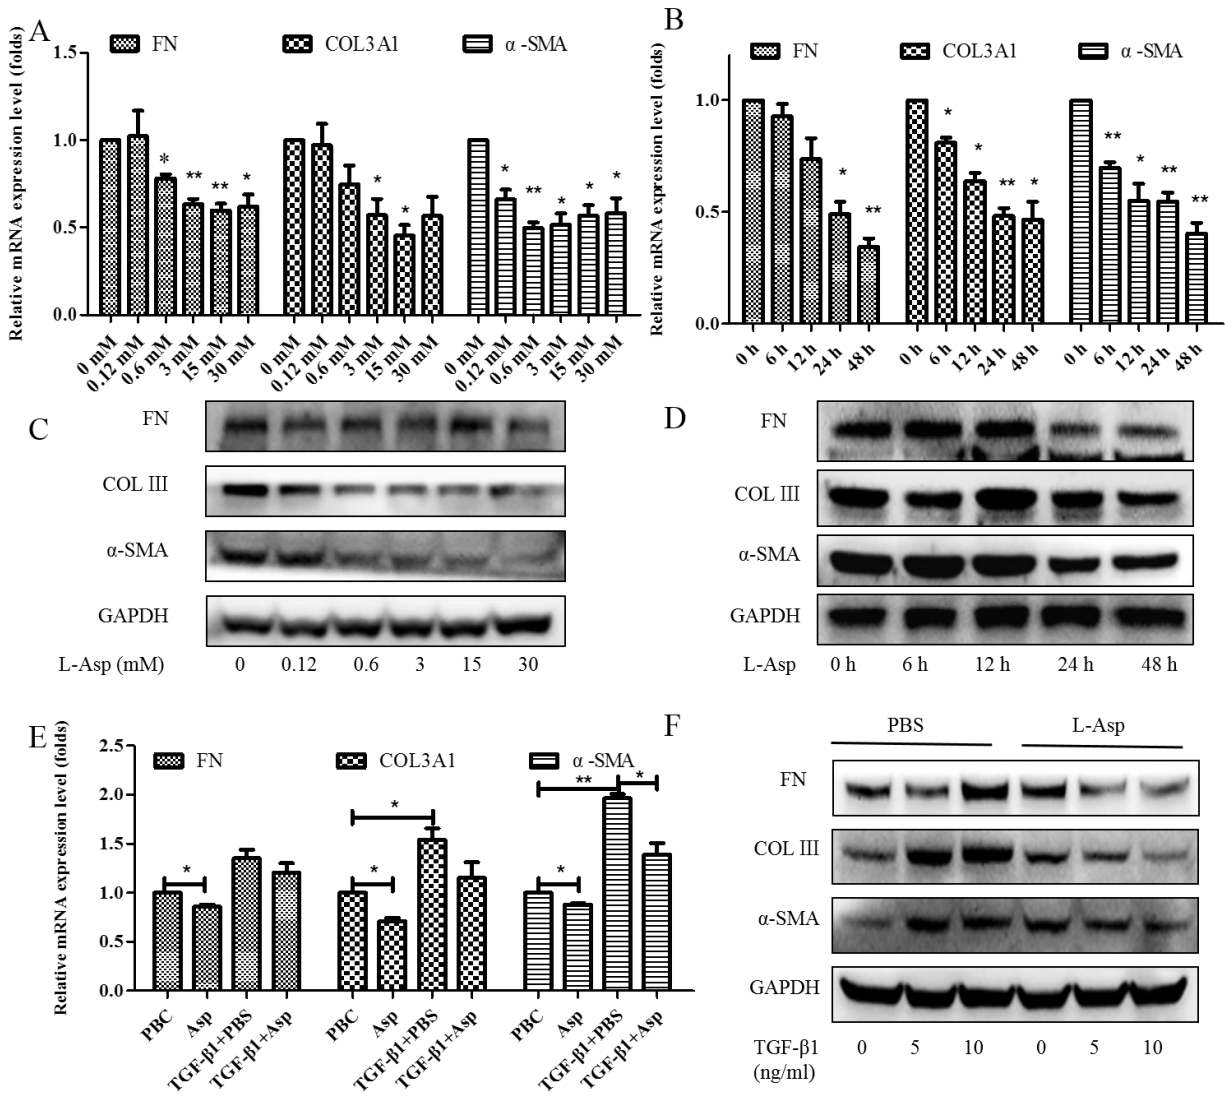 A
FN
COL3A1
α -SMA
Relative mRNA expression level (folds)
1.5
1.0
0.5
0.0
*
**
**
*
*
*
*
**
*
*
*
0 mM
0.12 mM
0.6 mM
3 mM
15 mM
30 mM
0 mM
0.12 mM
0.6 mM
3 mM
15 mM
30 mM
0 mM
0.12 mM
0.6 mM
3 mM
15 mM
30 mM
B
FN
COL3A1
α -SMA
Relative mRNA expression level (folds)
1.0
0.5
0.0
*
**
*
*
**
*
**
*
**
**
0 h
6 h
12 h
24 h
48 h
0 h
6 h
12 h
24 h
48 h
0 h
6 h
12 h
24 h
48 h
C
FN
COL III
α-SMA
GAPDH
L-Asp (mM) 0 0.12 0.6 3 15 30
D
FN
COL III
α-SMA
GAPDH
L-Asp 0 h 6 h 12 h 24 h 48 h
E
FN
COL3A1
α -SMA
Relative mRNA expression level (folds)
2.5
2.0
1.5
1.0
0.5
0.0
*
*
*
*
**
*
PBC
Asp
TGF-β1+PBS
TGF-β1+Asp
PBC
Asp
TGF-β1+PBS
TGF-β1+Asp
PBC
Asp
TGF-β1+PBS
TGF-β1+Asp
F
PBS L-Asp
FN
COL III
α-SMA
GAPDH
TGF-β1 0 5 10 0 5 10
(ng/ml)